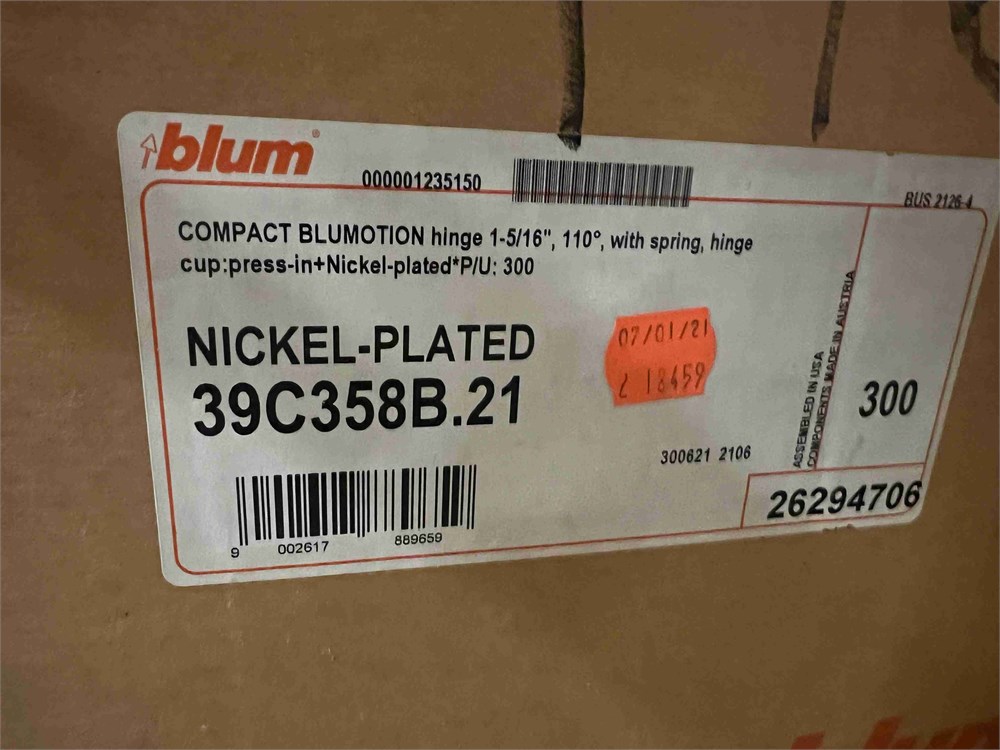 blum®
000001235150
BUS 2126-4
COMPACT BLUMOTION hinge 1-5/16", 110°, with spring, hinge
cup:press-in+Nickel-plated*P/U: 300
NICKEL-PLATED
39C358B.21
07/01/21
18459
ASSEMBLED IN USA
COMPONENTS MADE IN AUSTRIA
300
300621 2106
26294706
9 002617 889659
blum